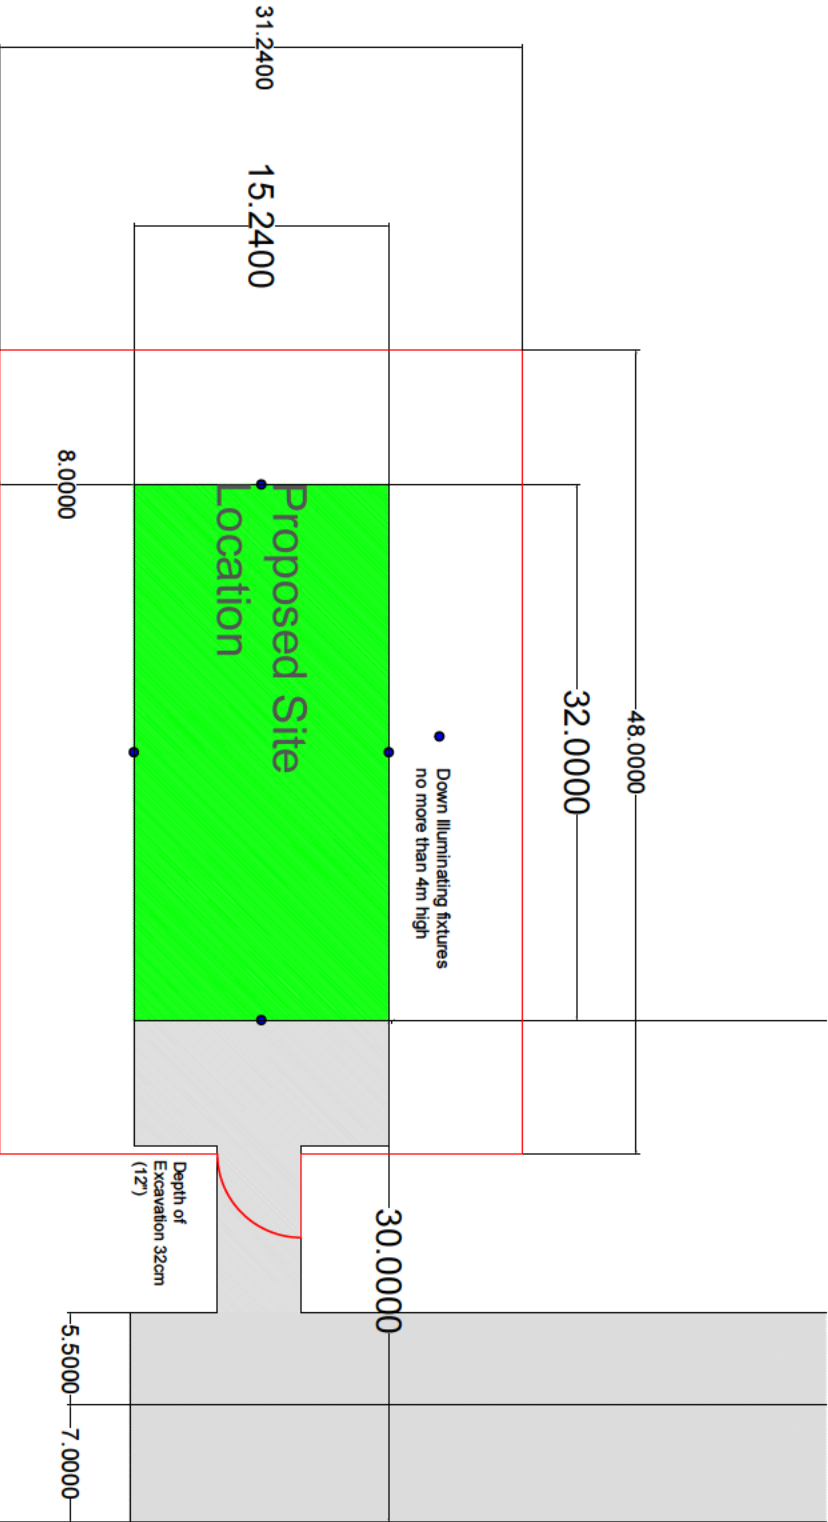 31.2400
15.2400
8.0000
Proposed Site
Location
32.0000
48.0000
Down Illuminating fixtures
no more than 4m high
Depth of
Excavation 32cm
(12")
30.0000
5.5000
7.0000